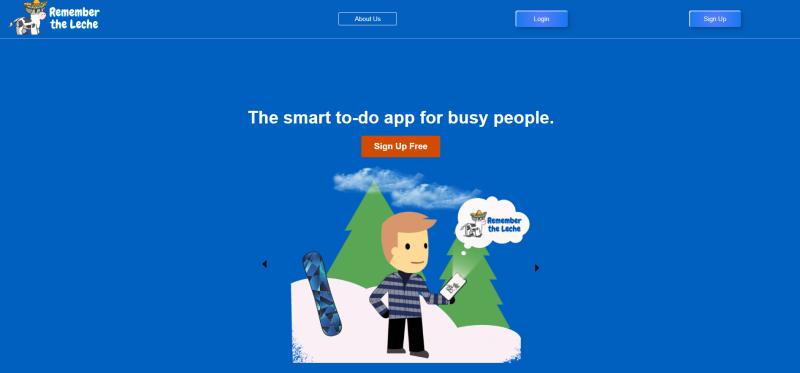 Remember
the Leche
About Us
Login
Sign Up
The smart to-do app for busy people.
Sign Up Free
Remember
the Leche